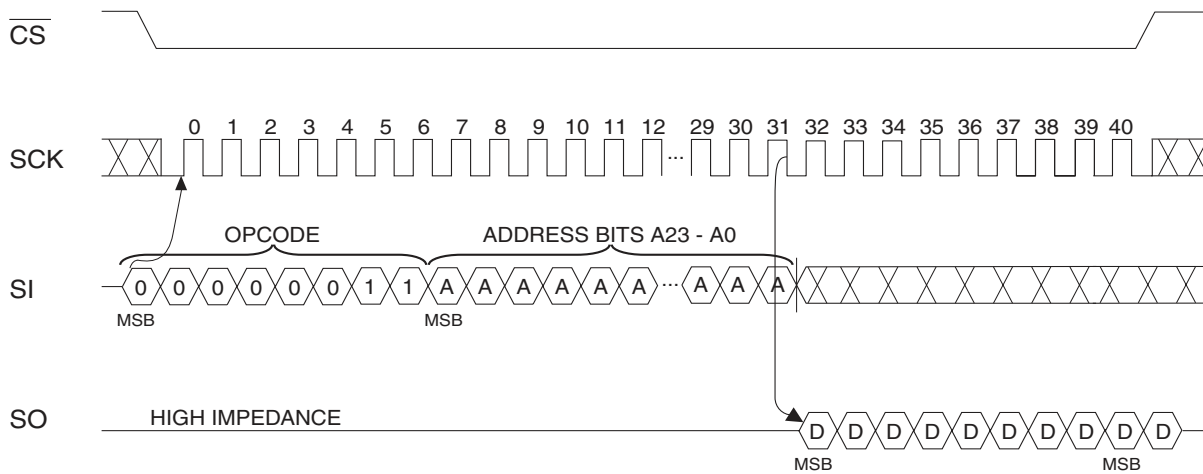 CS
0 1 2 3 4 5 6 7 8 9 10 11 12 29 30 31 32 33 34 35 36 37 38 39 40
SCK ...
OPCODE ADDRESS BITS A23 - A0
SI 0 0 0 0 0 0 1 1 A A A A A A ... A A A
MSB MSB
HIGH IMPEDANCE
SO D D D D D D D D D D
MSB MSB